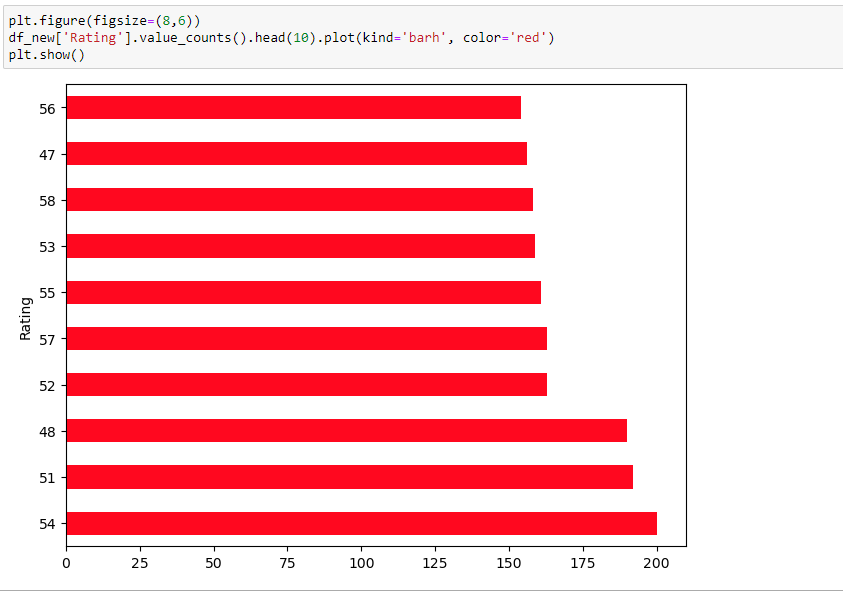 plt.figure(figsize=(8,6))
df_new['Rating'].value_counts().head(10).plot(kind='barh', color='red')
plt.show()
56
47
58
53
55
57
52
48
51
54
Rating
0 25 50 75 100 125 150 175 200